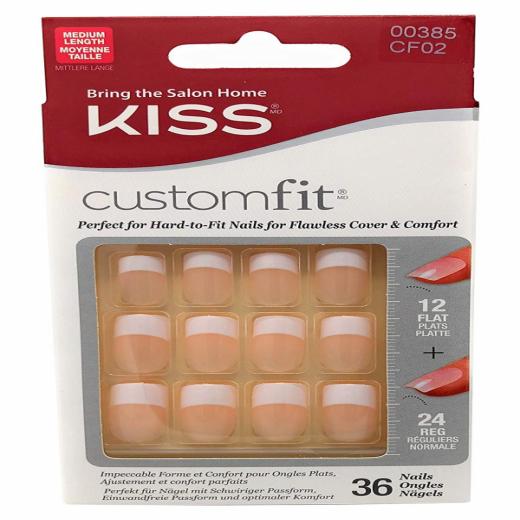 MEDIUM
LENGTH
MOYENNE
TAILLE
MITTLERE LANGE
00385
CF02
Bring the Salon Home
KISS MD
customfit® MD
Perfect for Hard-to-Fit Nails for Flawless Cover & Comfort
12
FLAT
PLATS
PLATTE
+
24
REG
RÉGULIERS
NORMALE
Impeccable Forme et Confort pour Ongles Plats,
Ajustement et confort parfaits
Perfekt für Nägel mit Schwieriger Passform,
Einwandfreie Passform und optimaler Komfort
36 Nails
Ongles
Nägels